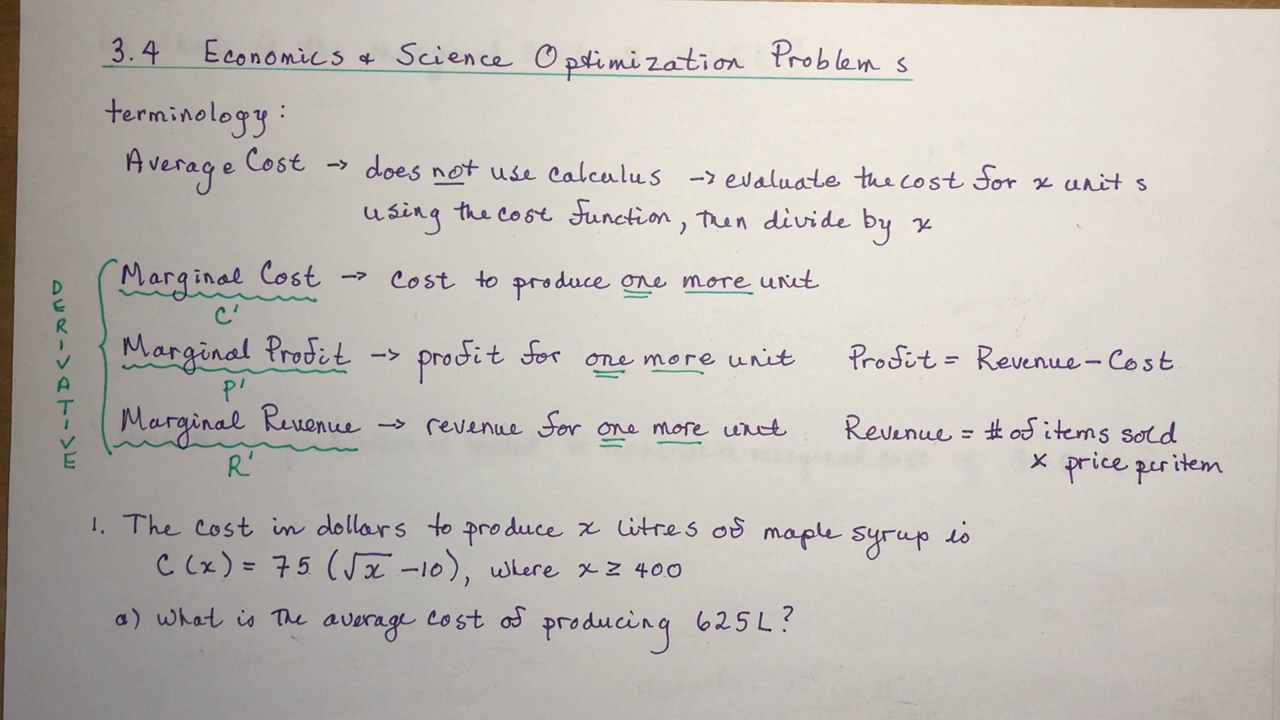 3.4 Economics & Science Optimization Problems
terminology:
Average Cost → does not use calculus → evaluate the cost for x units
using the cost function, then divide by x
DERIVATIVE
Marginal Cost → cost to produce one more unit
C'
Marginal Profit → profit for one more unit Profit = Revenue - Cost
P'
Marginal Revenue → revenue for one more unit Revenue = # of items sold
R' x price per item
1. The cost in dollars to produce x litres of maple syrup is
C(x) = 75 (√x - 10), where x ≥ 400
a) What is the average cost of producing 625L?